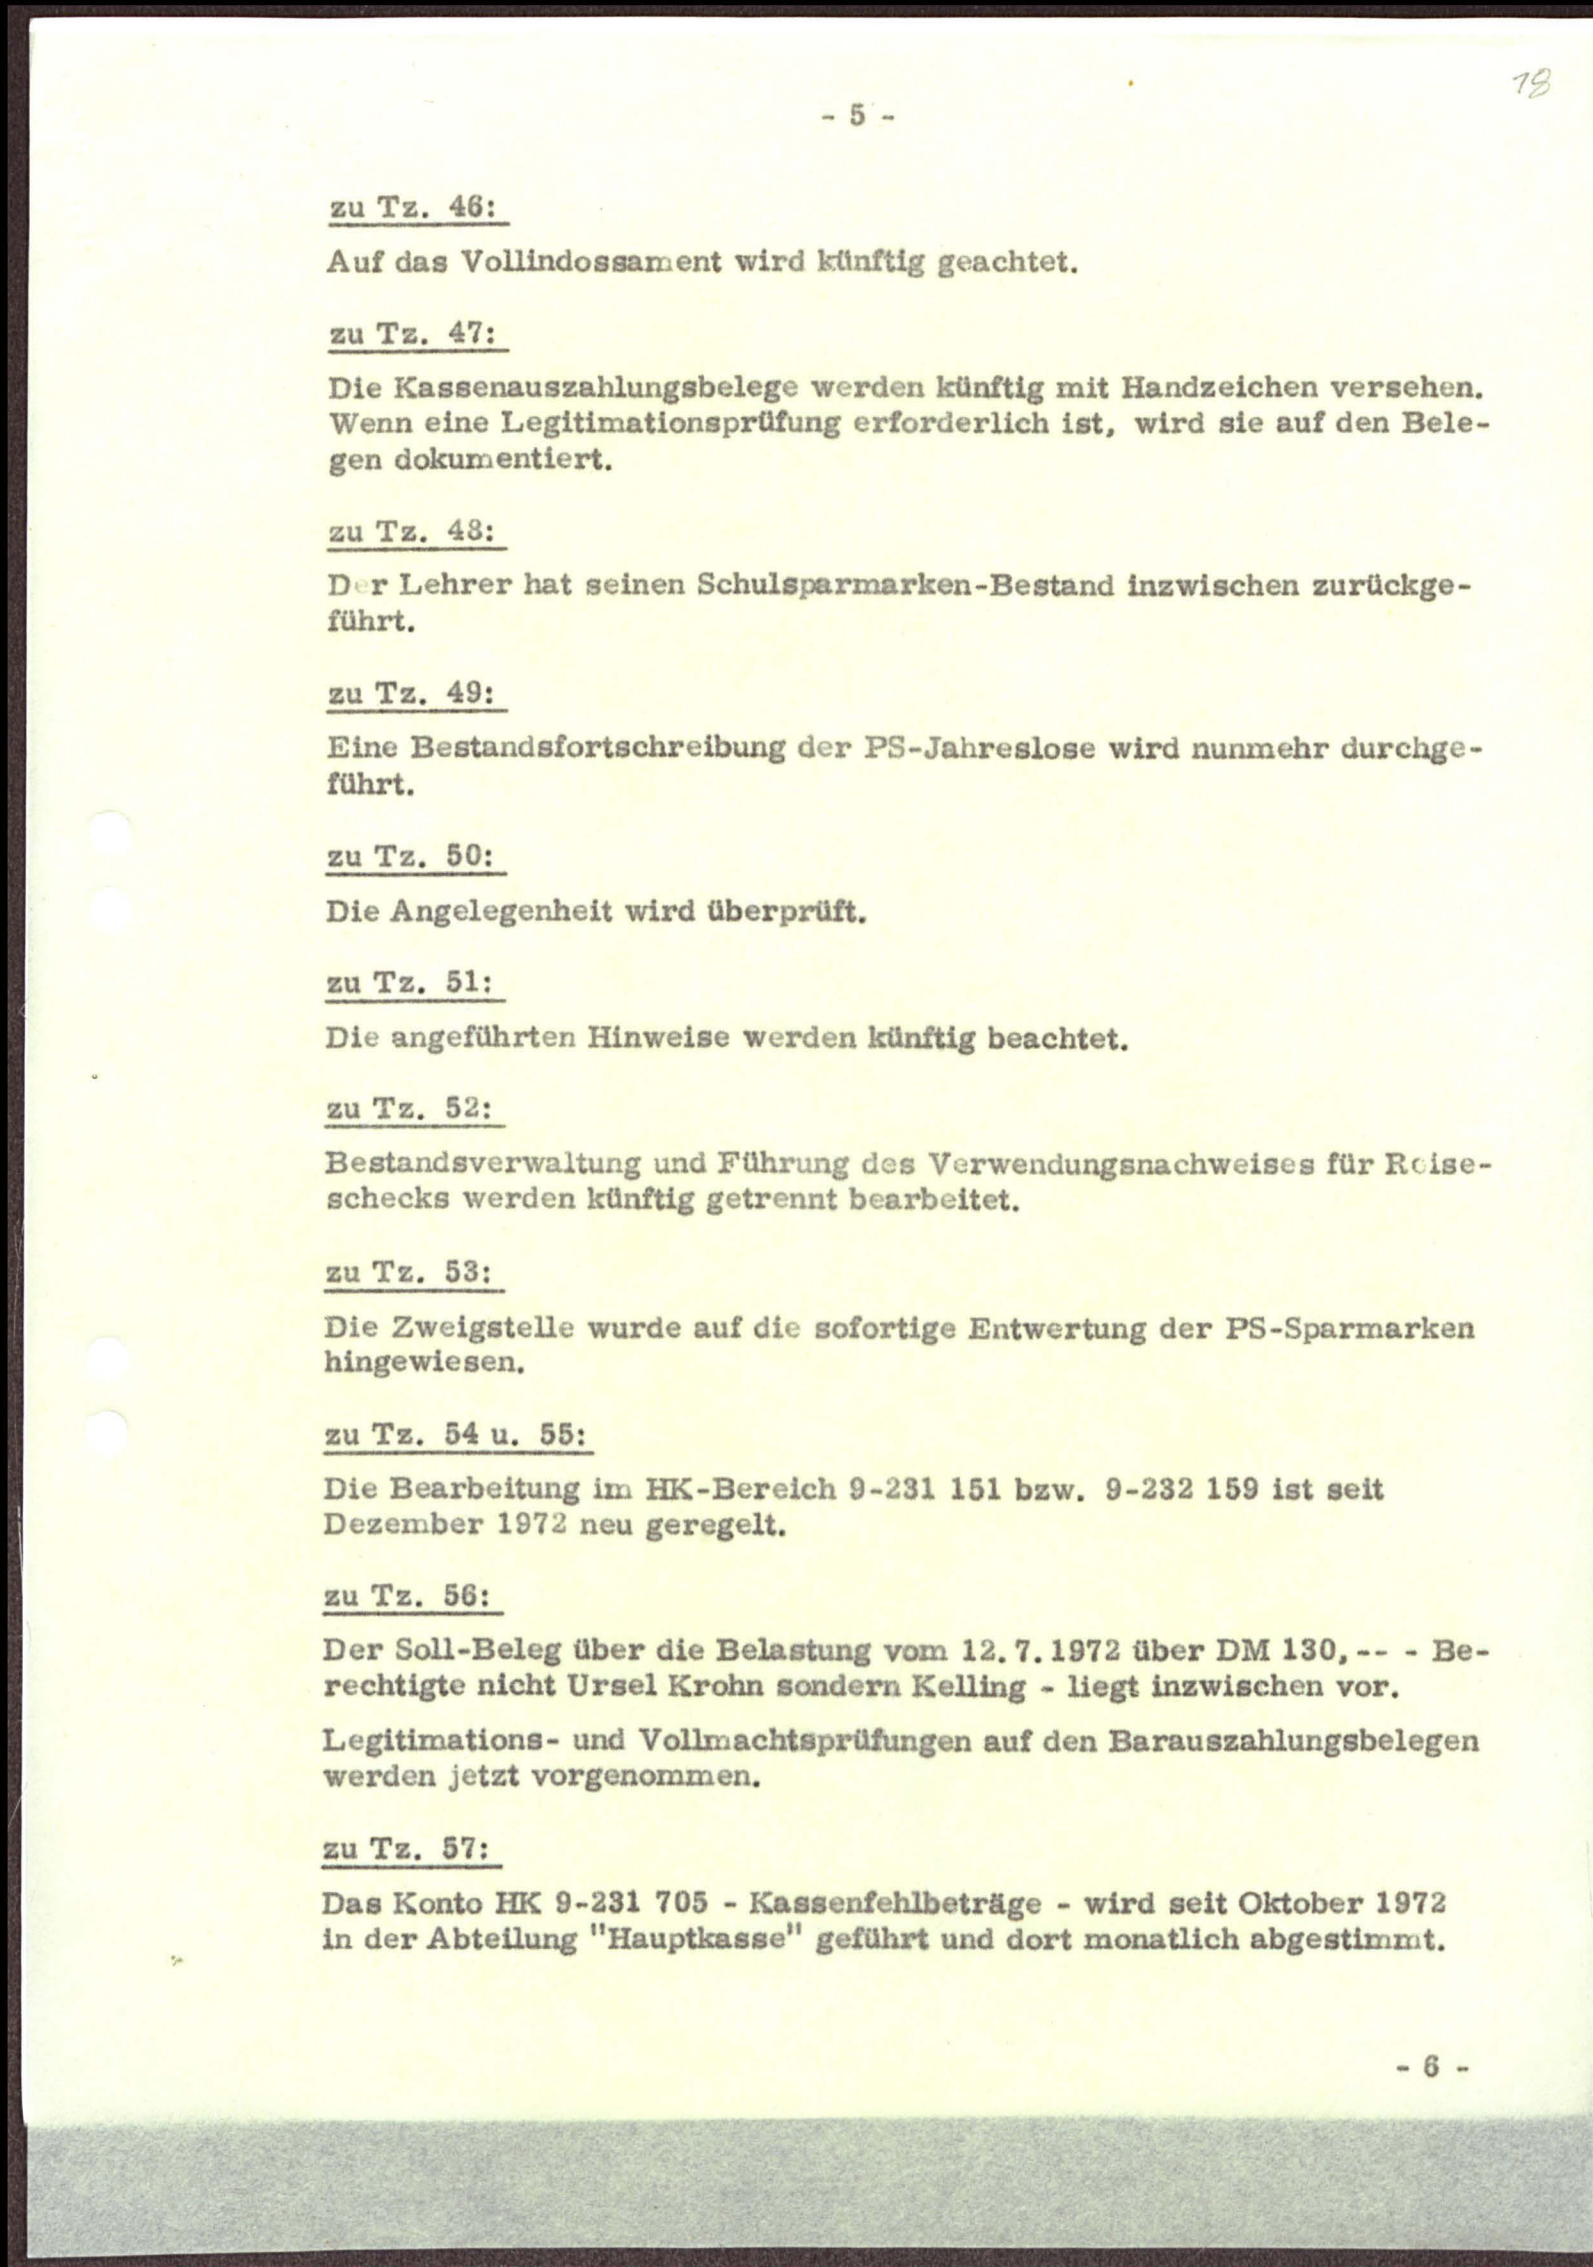 18
- 5 -
zu Tz. 46:
Auf das Vollindossament wird künftig geachtet.
zu Tz. 47:
Die Kassenauszahlungsbelege werden künftig mit Handzeichen versehen.
Wenn eine Legitimationsprüfung erforderlich ist, wird sie auf den Bele-
gen dokumentiert.
zu Tz. 48:
Der Lehrer hat seinen Schulsparmarken-Bestand inzwischen zurückge-
führt.
zu Tz. 49:
Eine Bestandsfortschreibung der PS-Jahreslose wird nunmehr durchge-
führt.
zu Tz. 50:
Die Angelegenheit wird überprüft.
zu Tz. 51:
Die angeführten Hinweise werden künftig beachtet.
zu Tz. 52:
Bestandsverwaltung und Führung des Verwendungsnachweises für Reise-
schecks werden künftig getrennt bearbeitet.
zu Tz. 53:
Die Zweigstelle wurde auf die sofortige Entwertung der PS-Sparmarken
hingewiesen.
zu Tz. 54 u. 55:
Die Bearbeitung im HK-Bereich 9-231 151 bzw. 9-232 159 ist seit
Dezember 1972 neu geregelt.
zu Tz. 56:
Der Soll-Beleg über die Belastung vom 12.7.1972 über DM 130,-- - Be-
rechtigte nicht Ursel Krohn sondern Kelling - liegt inzwischen vor.
Legitimations- und Vollmachtsprüfungen auf den Barauszahlungsbelegen
werden jetzt vorgenommen.
zu Tz. 57:
Das Konto HK 9-231 705 - Kassenfehlbeträge - wird seit Oktober 1972
in der Abteilung "Hauptkasse" geführt und dort monatlich abgestimmt.
- 6 -